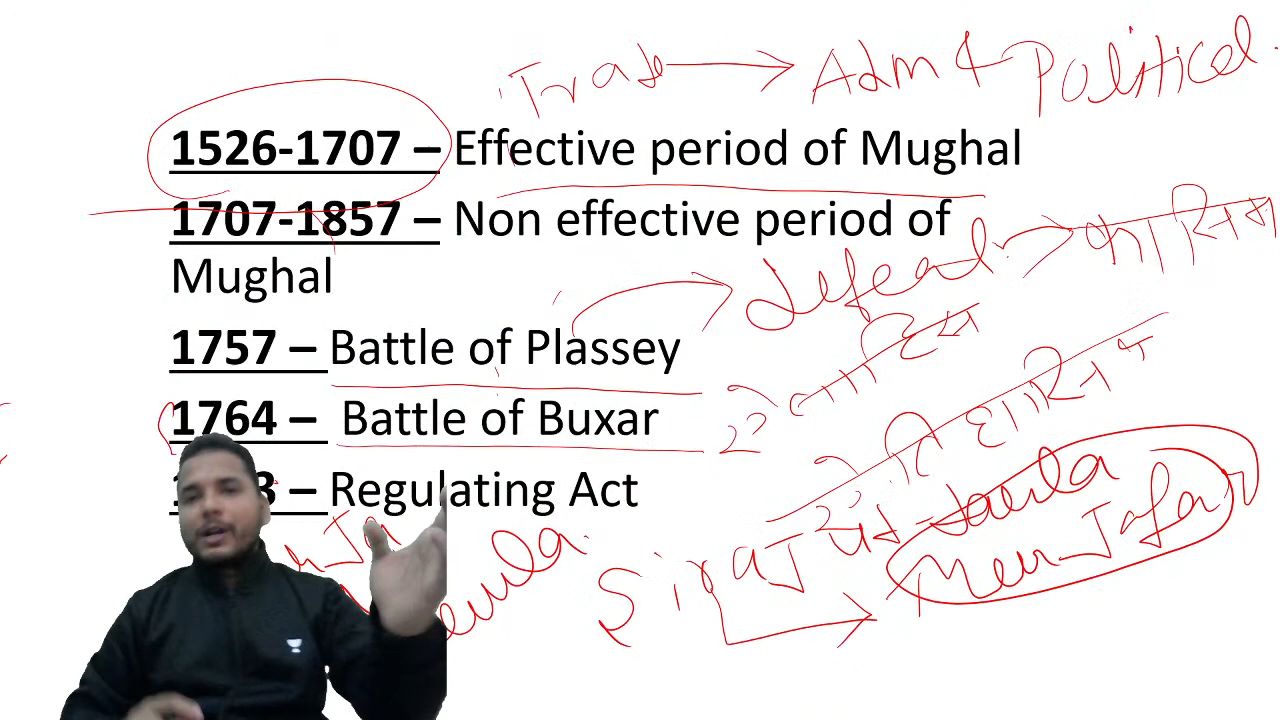 Trade → Adm & Political
1526-1707 – Effective period of Mughal
1707-1857 – Non effective period of
Mughal
1757 – Battle of Plassey
defeat →
1764 – Battle of Buxar
3 – Regulating Act
Siraj ud-daula
Meer Jafar